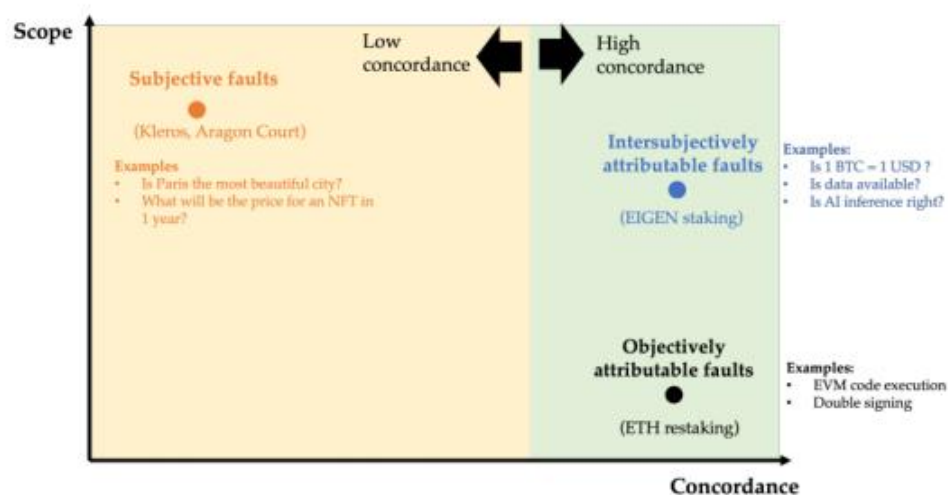 Scope
Low
concordance
High
concordance
Subjective faults
(Kleros, Aragon Court)
Examples
• Is Paris the most beautiful city?
• What will be the price for an NFT in
1 year?
Intersubjectively
attributable faults
(EIGEN staking)
Examples:
• Is 1 BTC = 1 USD ?
• Is data available?
• Is AI inference right?
Objectively
attributable faults
(ETH restaking)
Examples:
• EVM code execution
• Double signing
Concordance